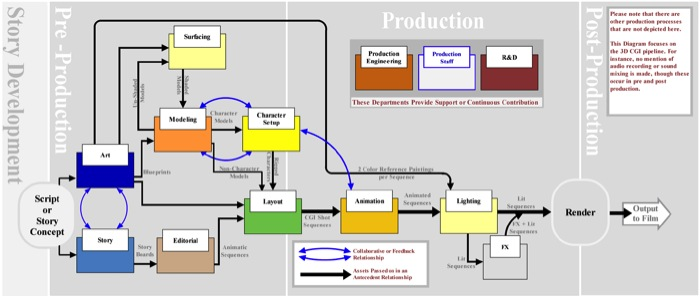 Story Development
Pre-Production
Production
Post-Production
Please note that there are
other production processes
that are not depicted here.
This Diagram focuses on
the 3D CGI pipeline. For
instance, no mention of
audio recording or sound
mixing is made, though these
occur in pre and post
production.
Production
Engineering
Production
Staff
R&D
These Departments Provide Support or Continuous Contribution
Surfacing
Un-Shaded
Models
Shaded
Models
Modeling
Character
Models
Character
Setup
Art
Blueprints
Non-Character
Models
Rigged
Characters
2 Color Reference Paintings
per Sequence
Script
or
Story
Concept
Layout
CGI Shot
Sequences
Animation
Animated
Sequences
Lighting
Lit
Sequences
FX + Lit
Sequences
Render
Output
to Film
Story
Story
Boards
Editorial
Animatic
Sequences
Lit
Sequences
FX
Collaborative or Feedback
Relationship
Assets Passed on in an
Antecedent Relationship